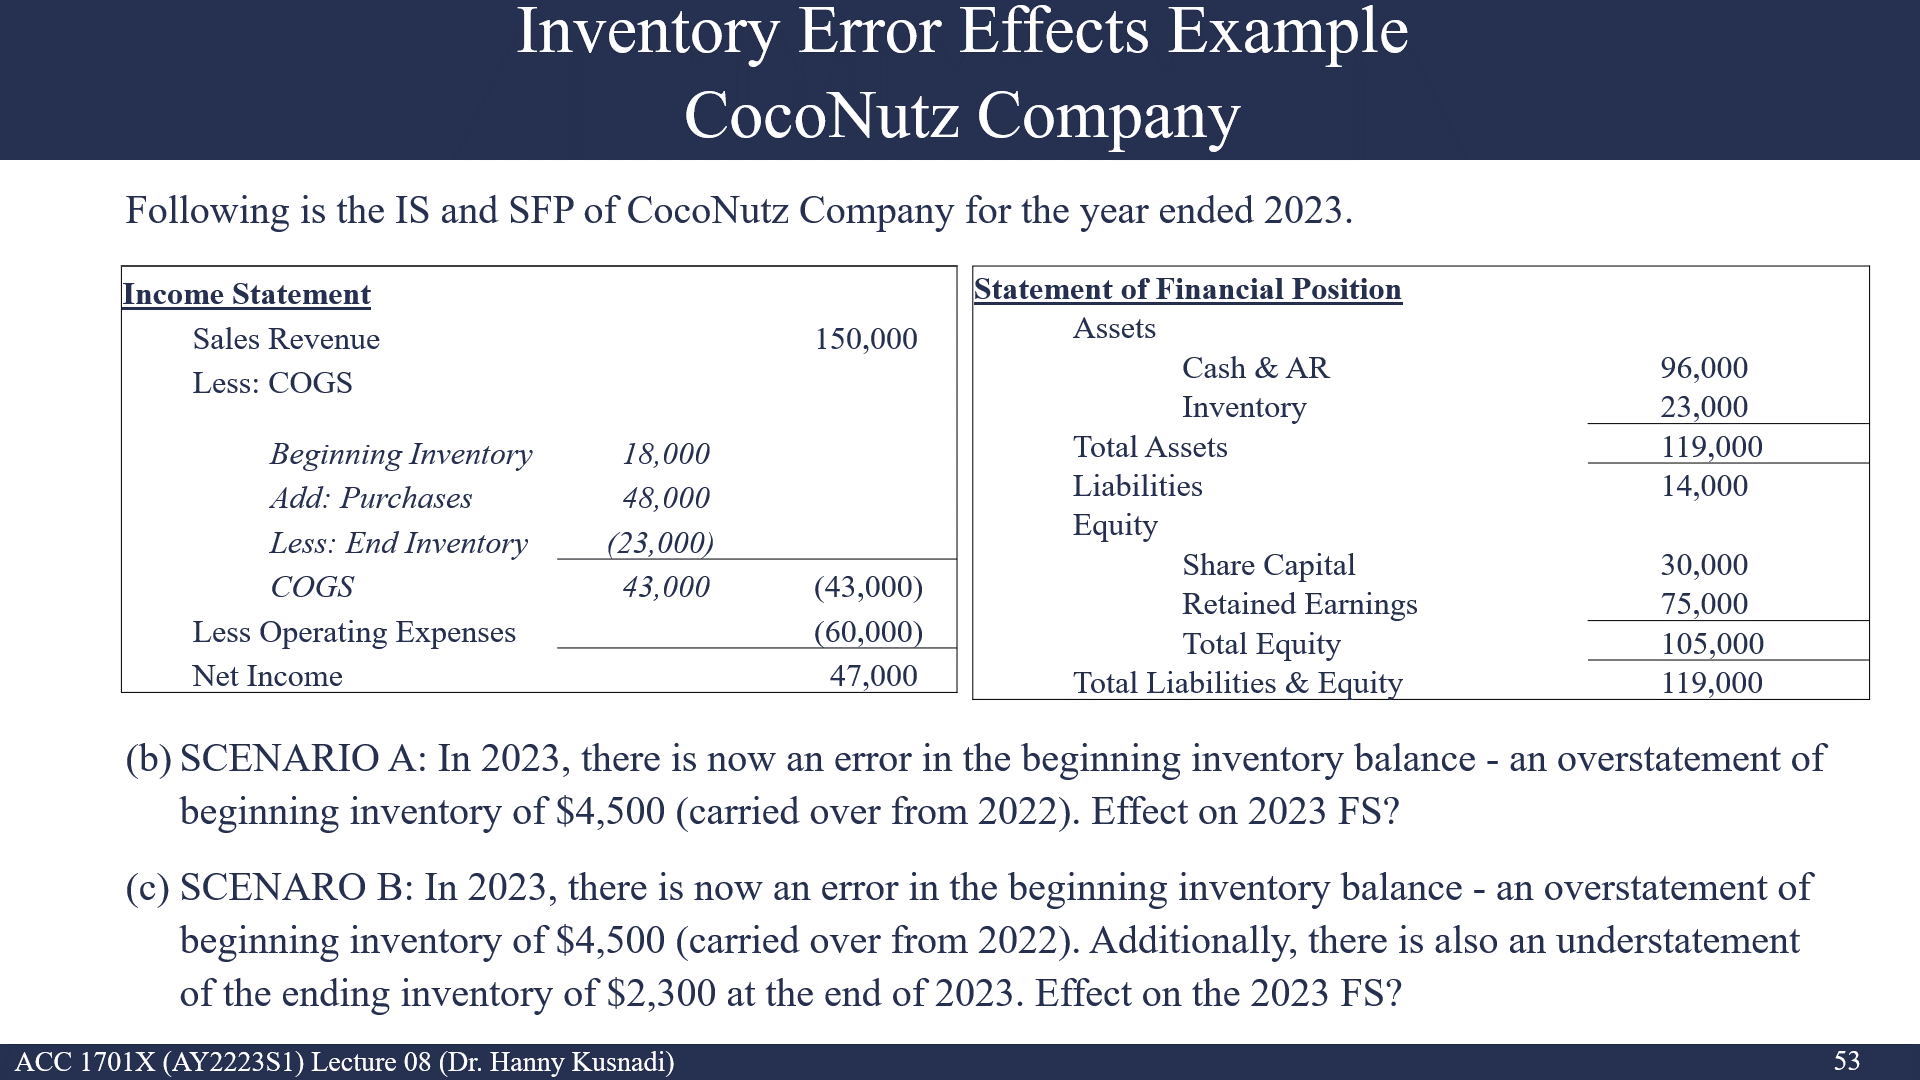 Inventory Error Effects Example
CocoNutz Company
Following is the IS and SFP of CocoNutz Company for the year ended 2023.
Income Statement
Sales Revenue 150,000
Less: COGS
Beginning Inventory 18,000
Add: Purchases 48,000
Less: End Inventory (23,000)
COGS 43,000 (43,000)
Less Operating Expenses (60,000)
Net Income 47,000
Statement of Financial Position
Assets
Cash & AR 96,000
Inventory 23,000
Total Assets 119,000
Liabilities 14,000
Equity
Share Capital 30,000
Retained Earnings 75,000
Total Equity 105,000
Total Liabilities & Equity 119,000
(b) SCENARIO A: In 2023, there is now an error in the beginning inventory balance - an overstatement of
beginning inventory of $4,500 (carried over from 2022). Effect on 2023 FS?
(c) SCENARO B: In 2023, there is now an error in the beginning inventory balance - an overstatement of
beginning inventory of $4,500 (carried over from 2022). Additionally, there is also an understatement
of the ending inventory of $2,300 at the end of 2023. Effect on the 2023 FS?
ACC 1701X (AY2223S1) Lecture 08 (Dr. Hanny Kusnadi) 53